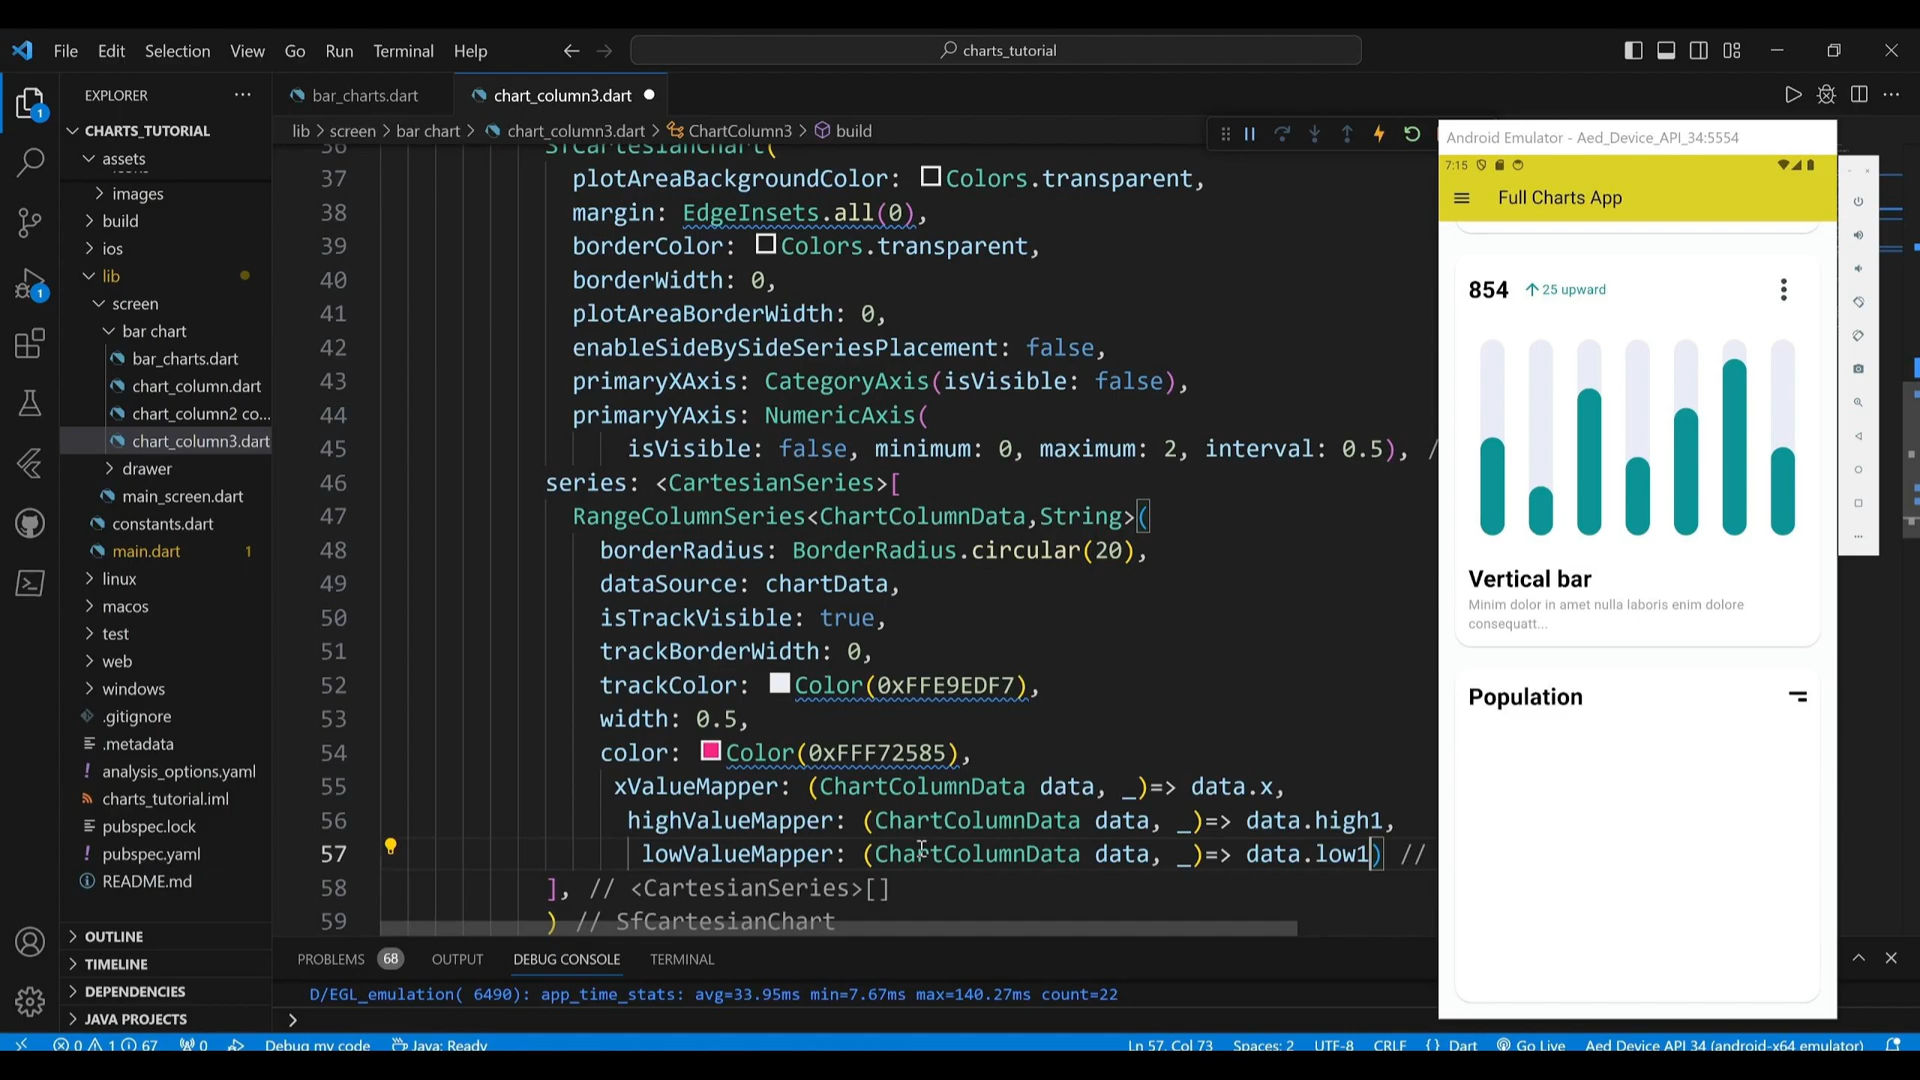 File Edit Selection View Go Run Terminal Help
charts_tutorial
EXPLORER
bar_charts.dart
chart_column3.dart
CHARTS_TUTORIAL
assets
images
build
ios
lib
screen
bar chart
bar_charts.dart
chart_column.dart
chart_column2 co...
chart_column3.dart
drawer
main_screen.dart
constants.dart
main.dart 1
linux
macos
test
web
windows
.gitignore
.metadata
analysis_options.yaml
charts_tutorial.iml
pubspec.lock
pubspec.yaml
README.md
OUTLINE
TIMELINE
DEPENDENCIES
JAVA PROJECTS
lib > screen > bar chart > chart_column3.dart > ChartColumn3 > build
36 SfCartesianChart(
37 plotAreaBackgroundColor: Colors.transparent,
38 margin: EdgeInsets.all(0),
39 borderColor: Colors.transparent,
40 borderWidth: 0,
41 plotAreaBorderWidth: 0,
42 enableSideBySideSeriesPlacement: false,
43 primaryXAxis: CategoryAxis(isVisible: false),
44 primaryYAxis: NumericAxis(
45 isVisible: false, minimum: 0, maximum: 2, interval: 0.5), /
46 series: <CartesianSeries>[
47 RangeColumnSeries<ChartColumnData,String>(
48 borderRadius: BorderRadius.circular(20),
49 dataSource: chartData,
50 isTrackVisible: true,
51 trackBorderWidth: 0,
52 trackColor: Color(0xFFE9EDF7),
53 width: 0.5,
54 color: Color(0xFFF72585),
55 xValueMapper: (ChartColumnData data, _)=> data.x,
56 highValueMapper: (ChartColumnData data, _)=> data.high1,
57 lowValueMapper: (ChartColumnData data, _)=> data.low1) //
58 ], // <CartesianSeries>[]
59 ) // SfCartesianChart
PROBLEMS 68 OUTPUT DEBUG CONSOLE TERMINAL
D/EGL_emulation( 6490): app_time_stats: avg=33.95ms min=7.67ms max=140.27ms count=22
>
0 1 67 0 Debug my code Java: Ready
Ln 57, Col 73 Spaces: 2 UTF-8 CRLF {} Dart Go Live Aed Device API 34 (android-x64 emulator)
Android Emulator - Aed_Device_API_34:5554
7:15
Full Charts App
854 25 upward
Vertical bar
Minim dolor in amet nulla laboris enim dolore
consequatt...
Population